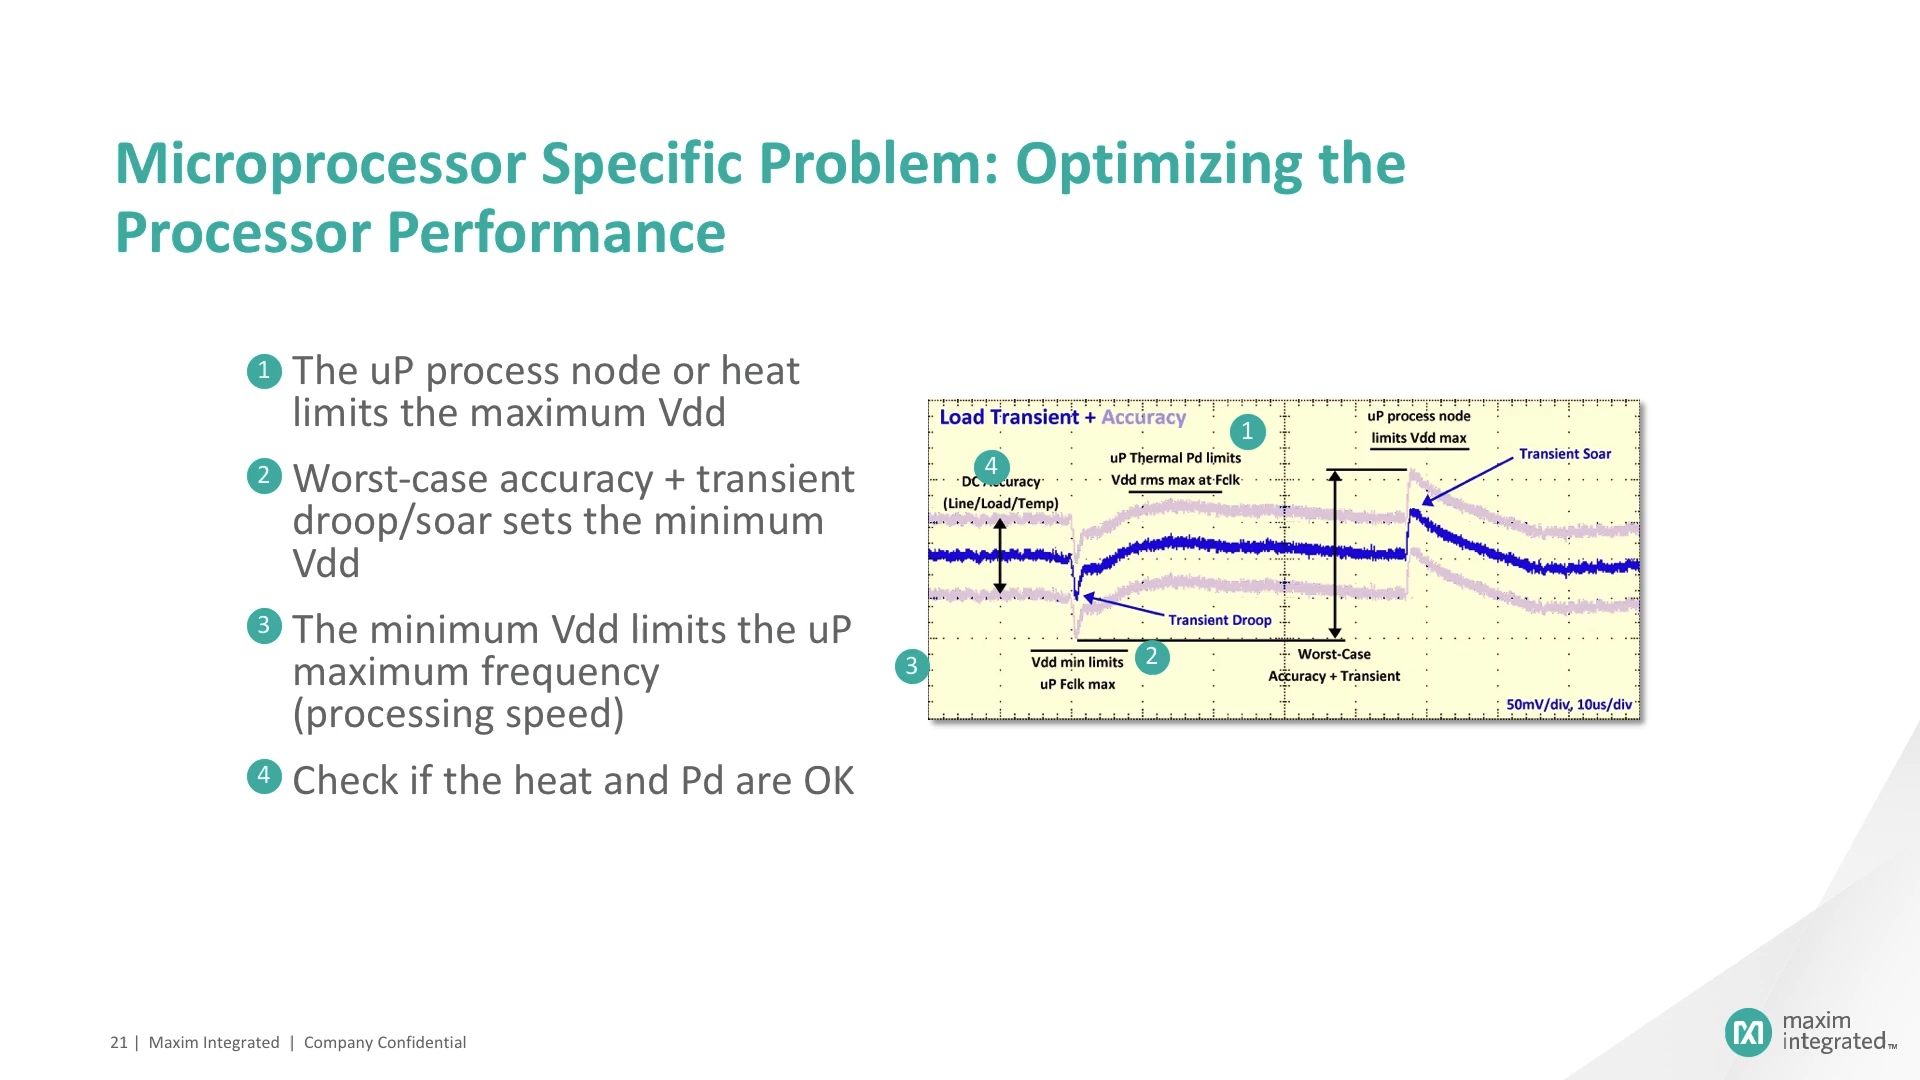 Microprocessor Specific Problem: Optimizing the
Processor Performance
1 The uP process node or heat
limits the maximum Vdd
2 Worst-case accuracy + transient
droop/soar sets the minimum
Vdd
3 The minimum Vdd limits the uP
maximum frequency
(processing speed)
4 Check if the heat and Pd are OK
Load Transient + Accuracy
1
uP process node
limits Vdd max
Transient Soar
4
uP Thermal Pd limits
Vdd rms max at Fclk
DC Accuracy
(Line/Load/Temp)
Transient Droop
3
Vdd min limits
uP Fclk max
2
Worst-Case
Accuracy + Transient
50mV/div, 10us/div
21 | Maxim Integrated | Company Confidential
maxim
integrated™